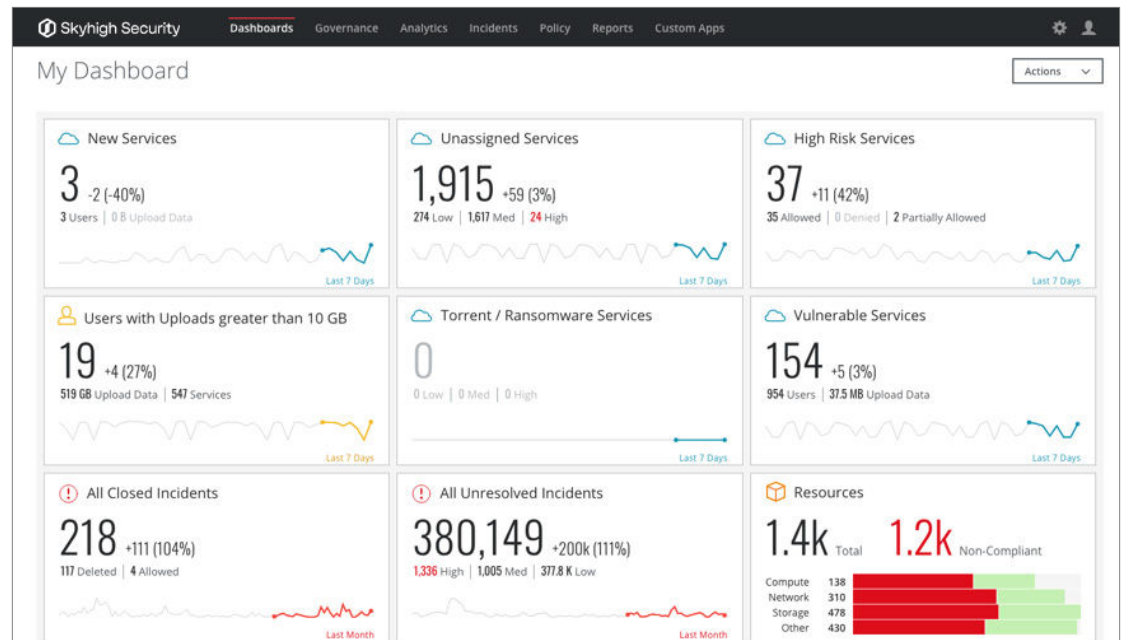 Skyhigh Security Dashboards Governance Analytics Incidents Policy Reports Custom Apps
My Dashboard
Actions
New Services
3 -2 (-40%)
3 Users | 0 B Upload Data
Last 7 Days
Unassigned Services
1,915 +59 (3%)
274 Low | 1,617 Med | 24 High
Last 7 Days
High Risk Services
37 +11 (42%)
35 Allowed | 0 Denied | 2 Partially Allowed
Last 7 Days
Users with Uploads greater than 10 GB
19 +4 (27%)
519 GB Upload Data | 547 Services
Last 7 Days
Torrent / Ransomware Services
0
0 Low | 0 Med | 0 High
Last 7 Days
Vulnerable Services
154 +5 (3%)
954 Users | 37.5 MB Upload Data
Last 7 Days
All Closed Incidents
218 +111 (104%)
117 Deleted | 4 Allowed
Last Month
All Unresolved Incidents
380,149 +200k (111%)
1,336 High | 1,005 Med | 377.8 K Low
Last Month
Resources
1.4k Total 1.2k Non-Compliant
Compute 138
Network 310
Storage 478
Other 430